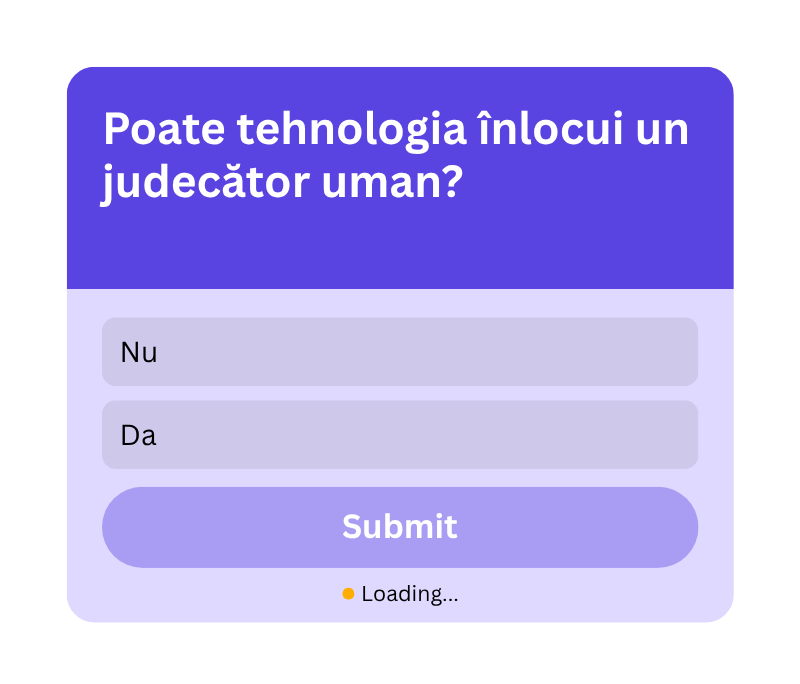 Poate tehnologia înlocui un
judecător uman?
Nu
Da
Submit
Loading...